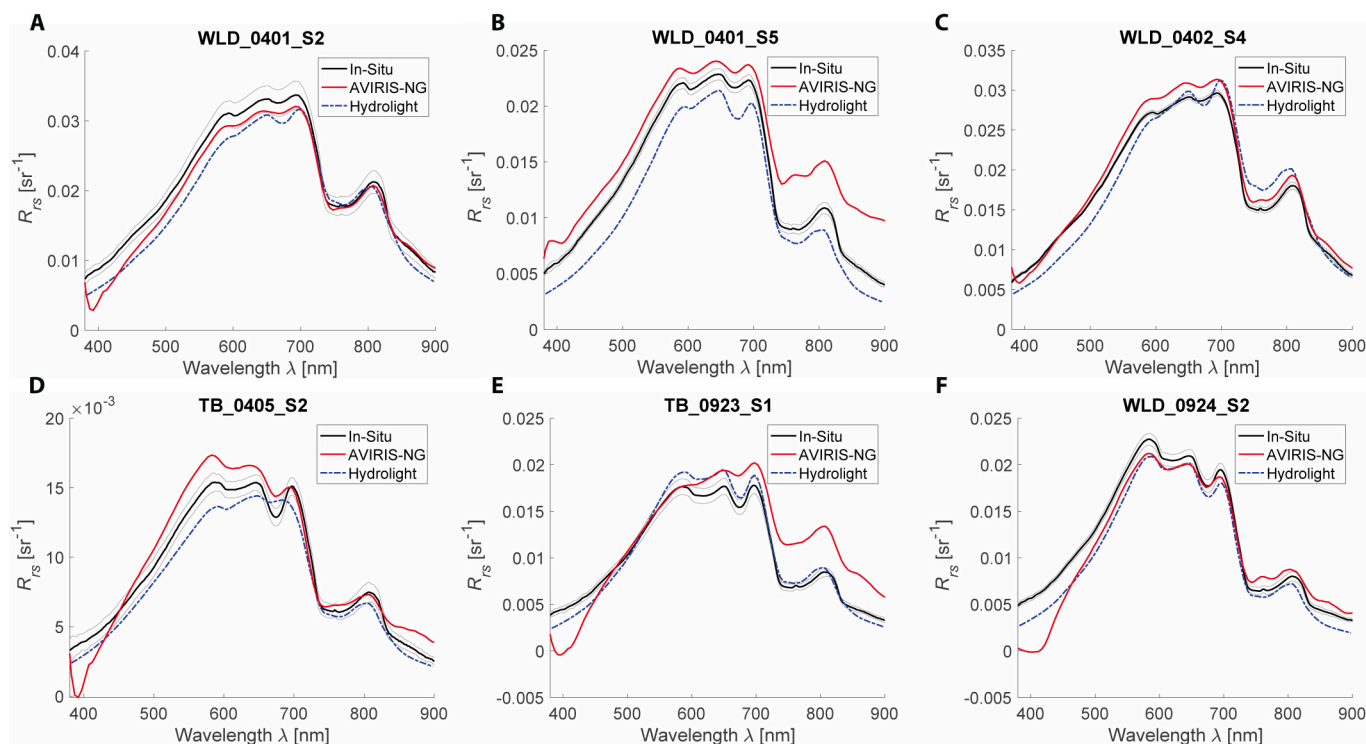 A
WLD_0401_S2
0.04
0.03
0.02
0.01
0
R_rs [sr^-1]
400 500 600 700 800 900
Wavelength λ [nm]
In-Situ
AVIRIS-NG
Hydrolight
B
WLD_0401_S5
0.025
0.02
0.015
0.01
0.005
0
R_rs [sr^-1]
400 500 600 700 800 900
Wavelength λ [nm]
In-Situ
AVIRIS-NG
Hydrolight
C
WLD_0402_S4
0.035
0.03
0.025
0.02
0.015
0.01
0.005
0
R_rs [sr^-1]
400 500 600 700 800 900
Wavelength λ [nm]
In-Situ
AVIRIS-NG
Hydrolight
D
TB_0405_S2
× 10^-3
20
15
10
5
0
R_rs [sr^-1]
400 500 600 700 800 900
Wavelength λ [nm]
In-Situ
AVIRIS-NG
Hydrolight
E
TB_0923_S1
0.025
0.02
0.015
0.01
0.005
0
-0.005
R_rs [sr^-1]
400 500 600 700 800 900
Wavelength λ [nm]
In-Situ
AVIRIS-NG
Hydrolight
F
WLD_0924_S2
0.025
0.02
0.015
0.01
0.005
0
-0.005
R_rs [sr^-1]
400 500 600 700 800 900
Wavelength λ [nm]
In-Situ
AVIRIS-NG
Hydrolight